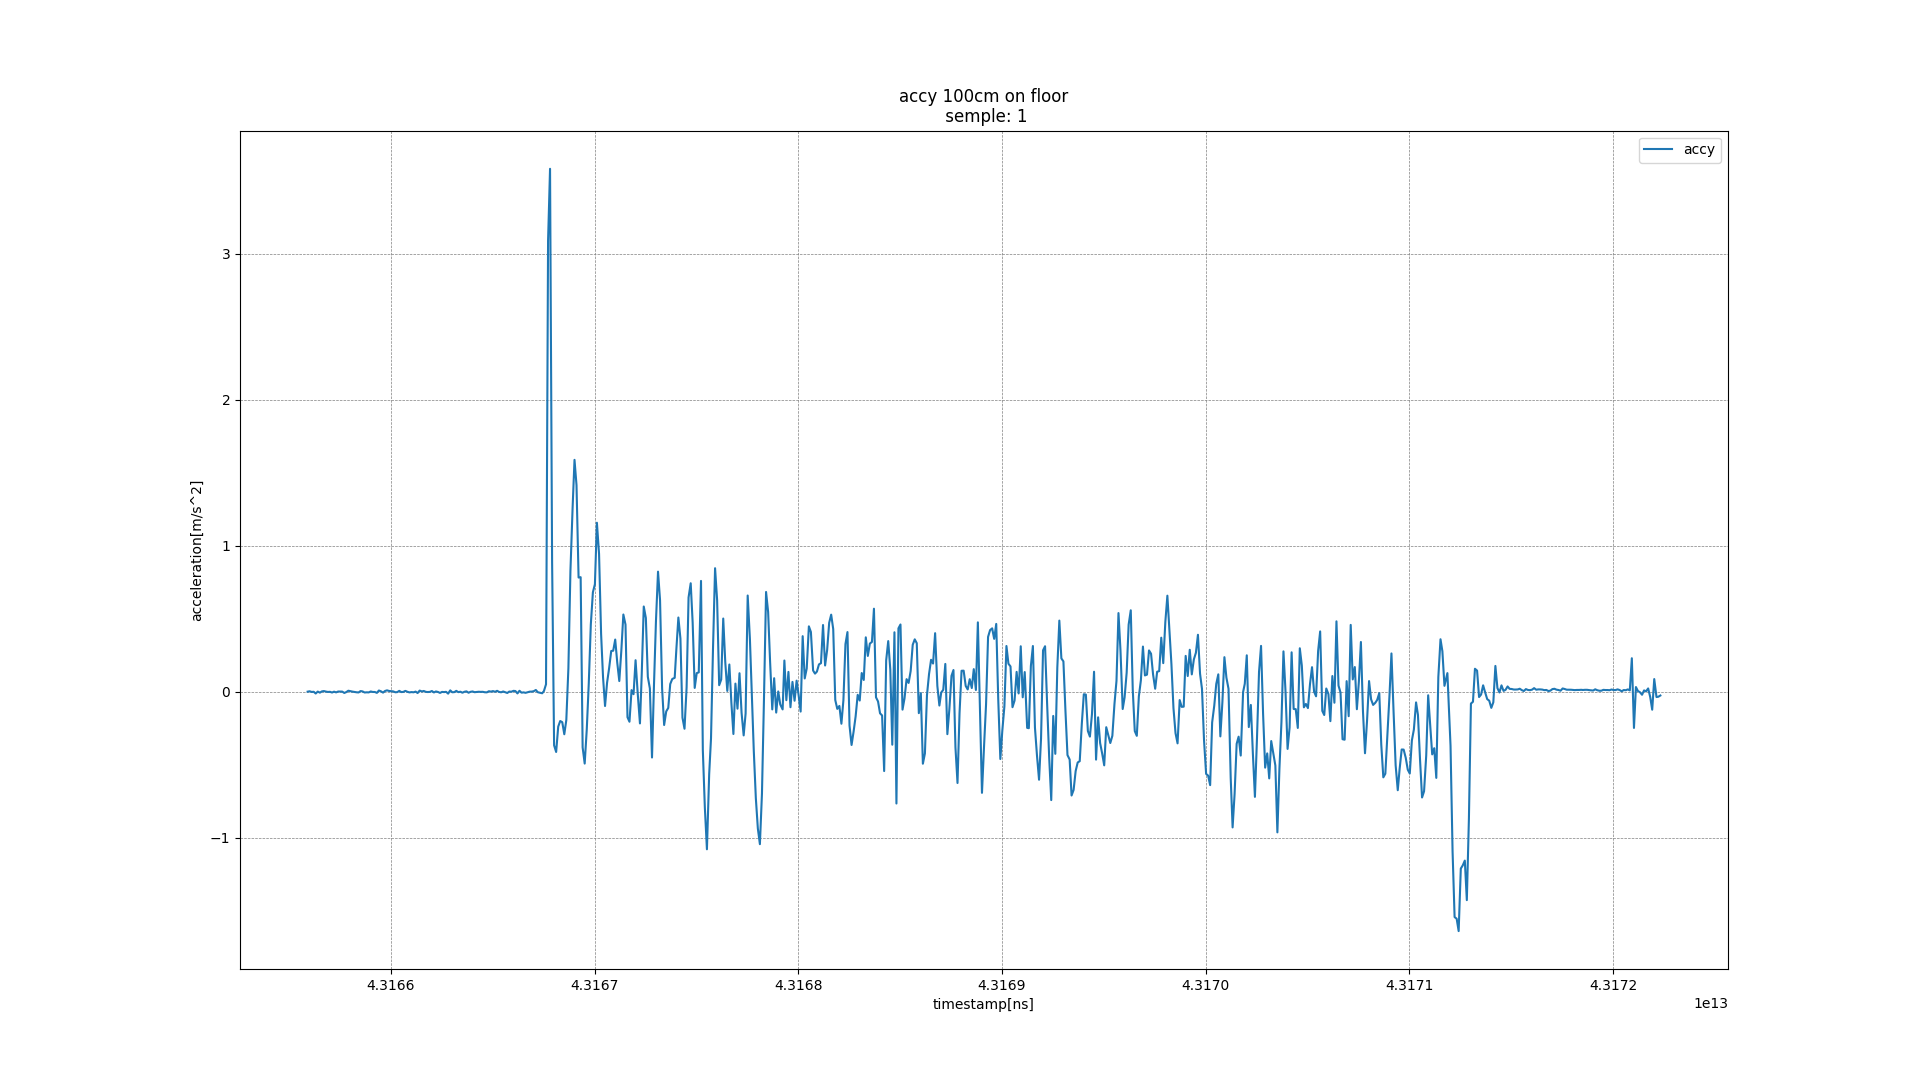 accy 100cm on floor
semple: 1
accy
acceleration[m/s^2]
3
2
1
0
−1
4.3166
4.3167
4.3168
4.3169
4.3170
4.3171
4.3172
timestamp[ns]
1e13